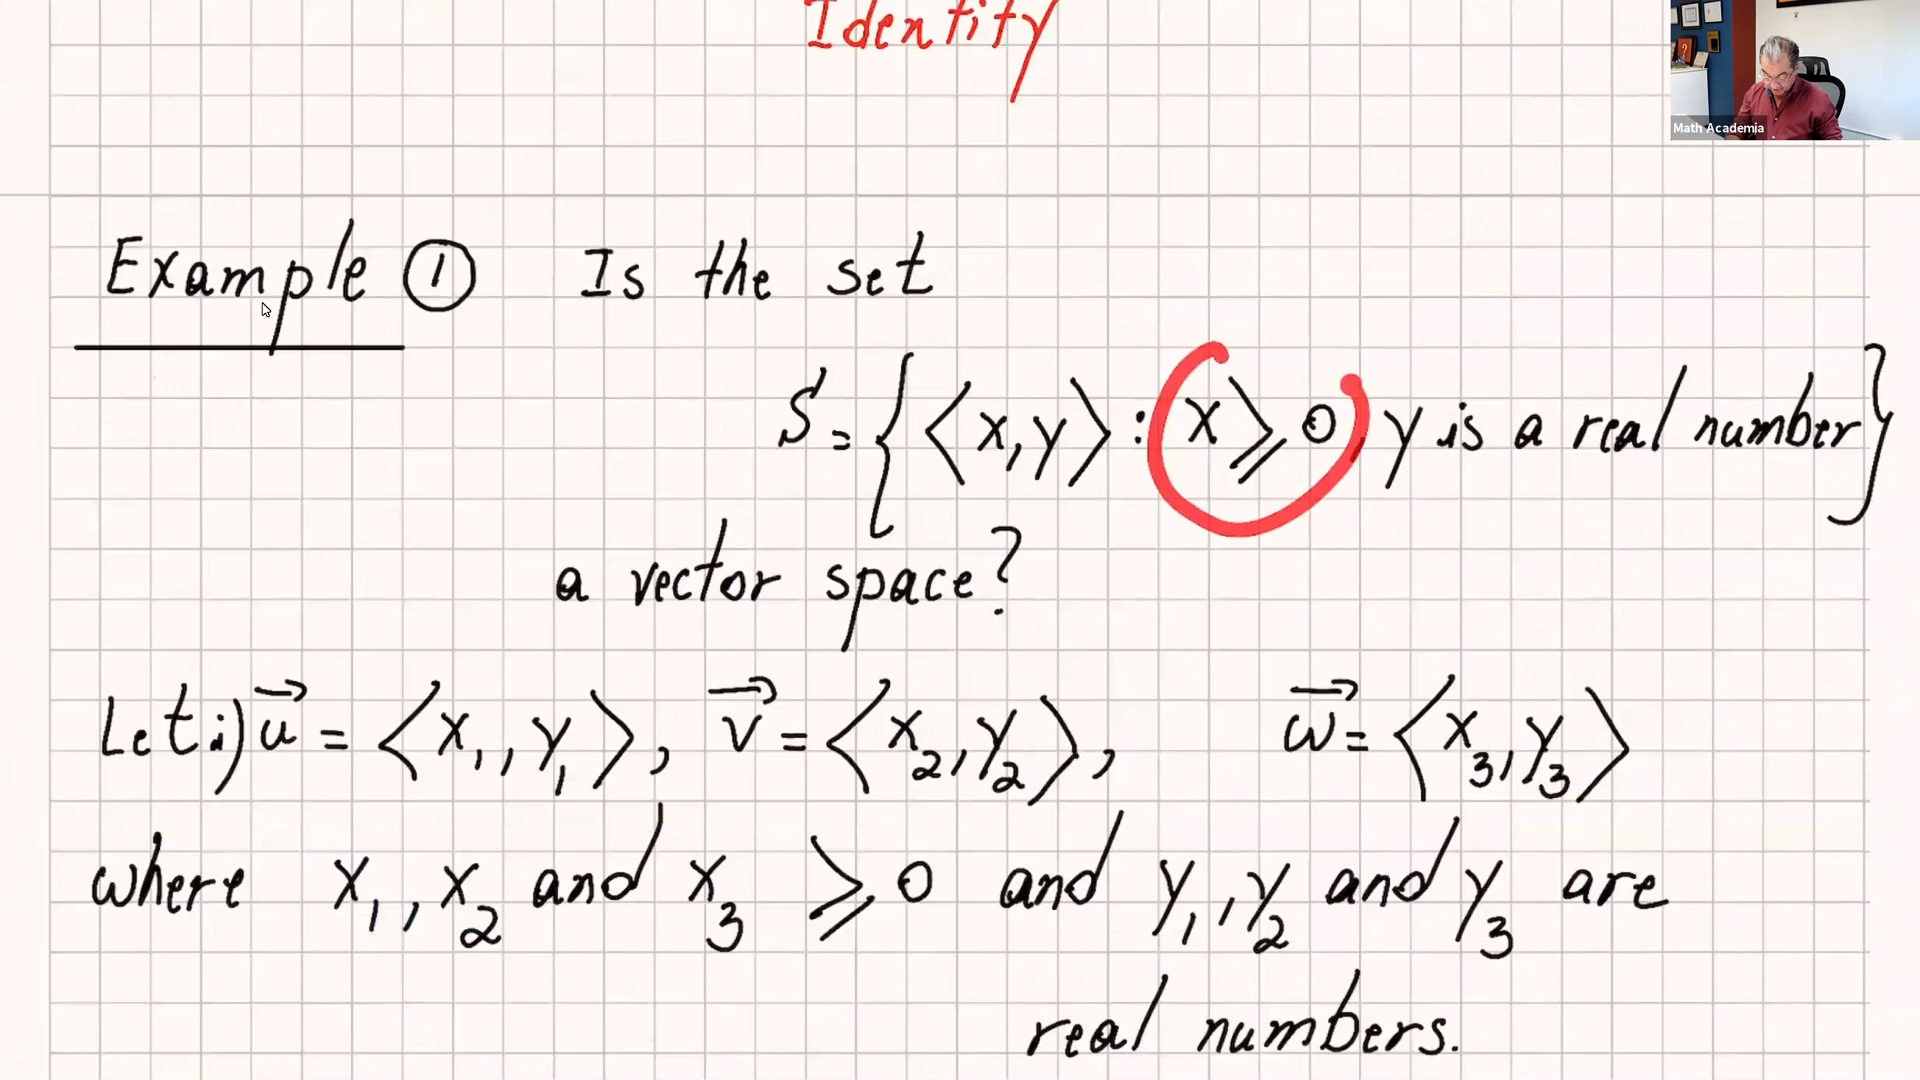 Identity
Math Academia
Example ① Is the set
S = { ⟨x, y⟩ : x ⩾ 0, y is a real number }
a vector space?
Let i) u⃗ = ⟨x₁, y₁⟩, v⃗ = ⟨x₂, y₂⟩, w⃗ = ⟨x₃, y₃⟩
where x₁, x₂ and x₃ ⩾ 0 and y₁, y₂ and y₃ are
real numbers.